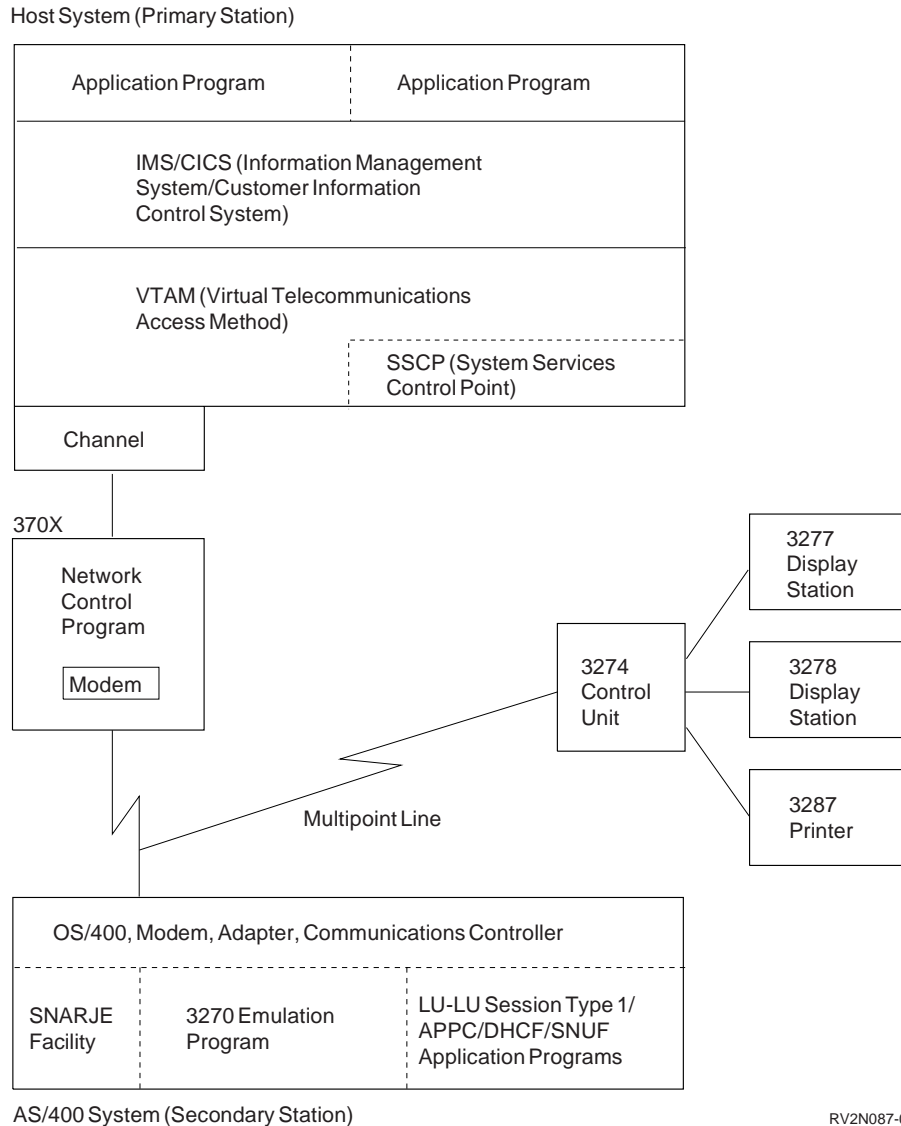 Host System (Primary Station)
Application Program
Application Program
IMS/CICS (Information Management
System/Customer Information
Control System)
VTAM (Virtual Telecommunications
Access Method)
SSCP (System Services
Control Point)
Channel
370X
Network
Control
Program
Modem
3277
Display
Station
3274
Control
Unit
3278
Display
Station
3287
Printer
Multipoint Line
OS/400, Modem, Adapter, Communications Controller
SNARJE
Facility
3270 Emulation
Program
LU-LU Session Type 1/
APPC/DHCF/SNUF
Application Programs
AS/400 System (Secondary Station)